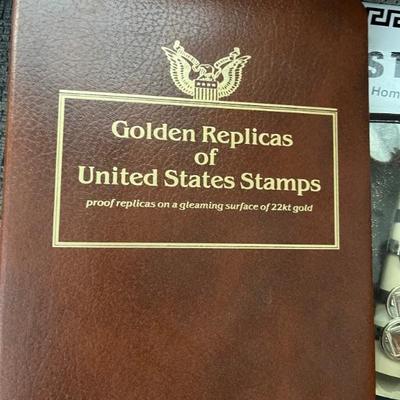 Golden Replicas
of
United States Stamps
proof replicas on a gleaming surface of 22kt gold
ST
Hom